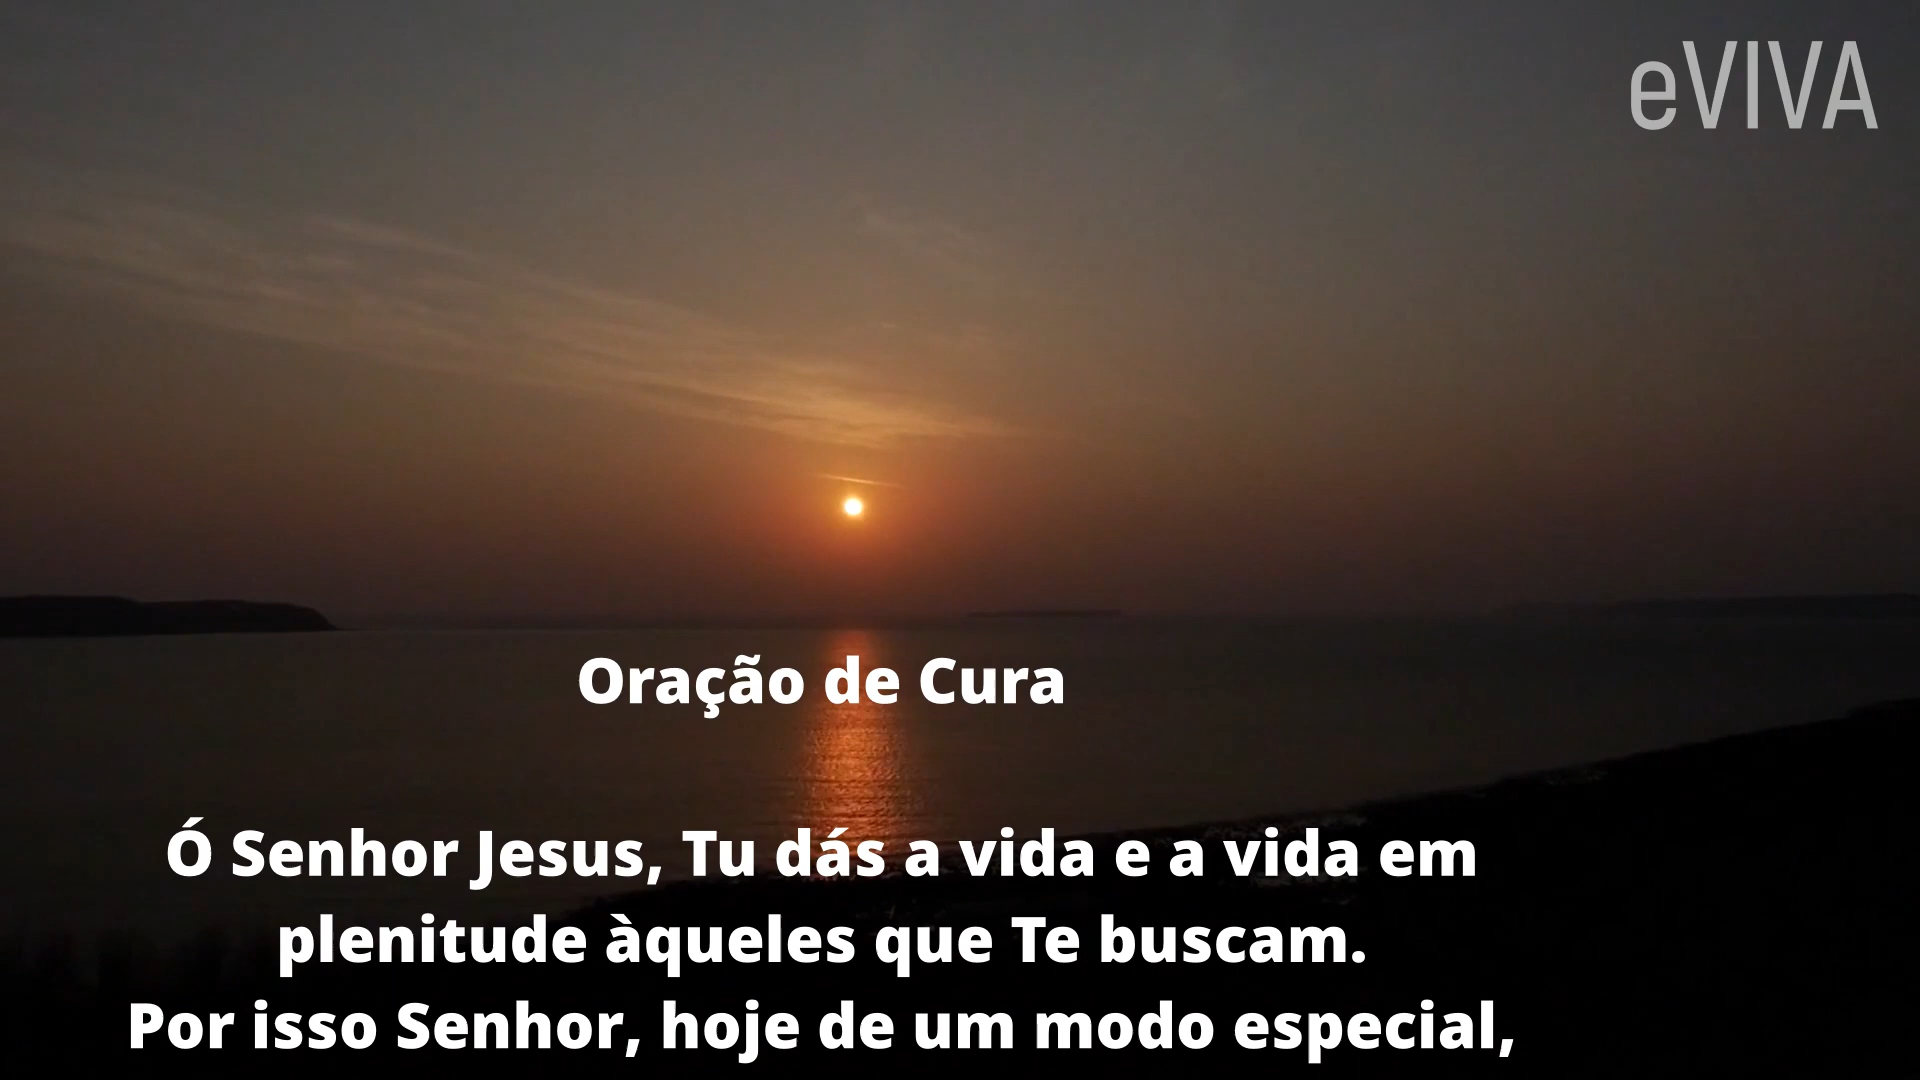 eVIVA
Oração de Cura
Ó Senhor Jesus, Tu dás a vida e a vida em
plenitude àqueles que Te buscam.
Por isso Senhor, hoje de um modo especial,